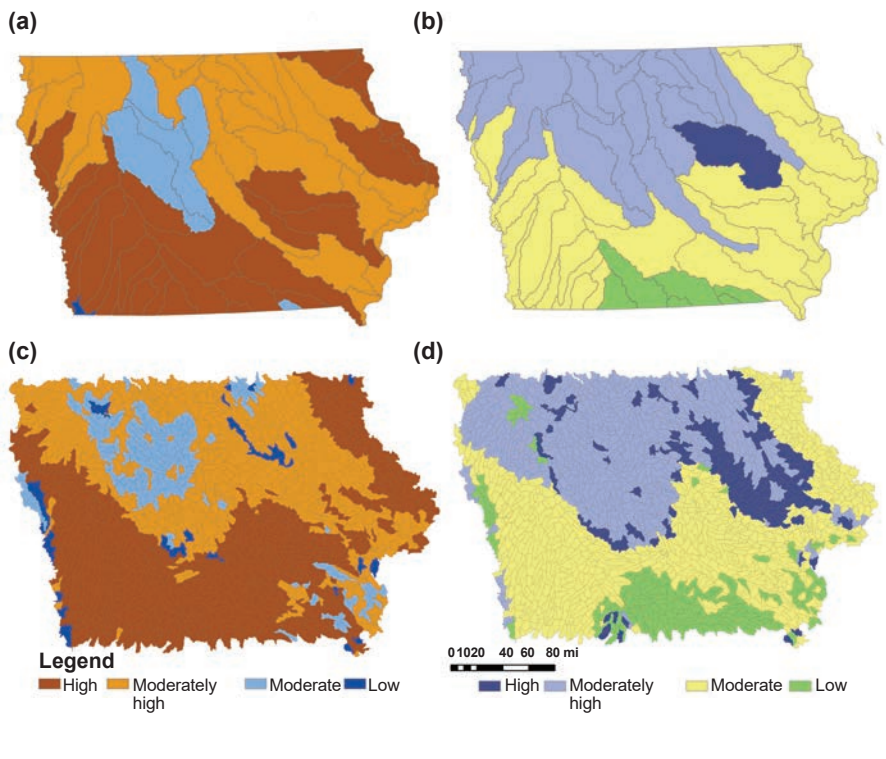 (a)
(b)
(c)
(d)
Legend
High
Moderately
high
Moderate
Low
0 10 20 40 60 80 mi
High
Moderately
high
Moderate
Low